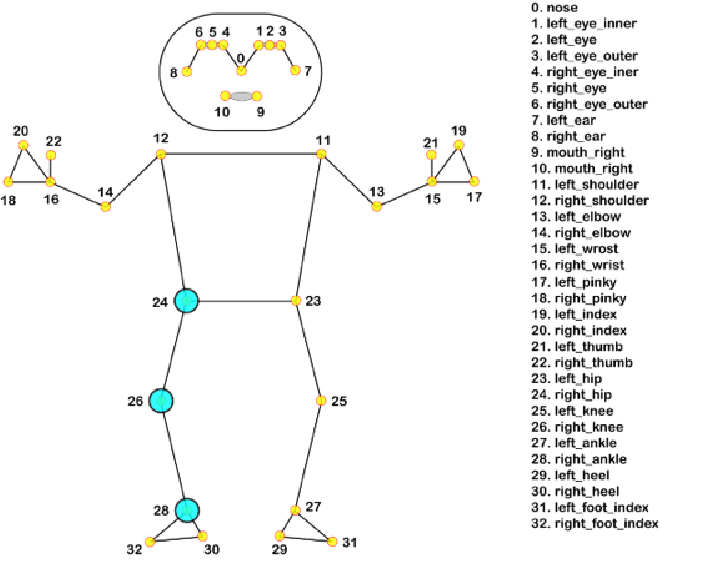 0. nose
1. left_eye_inner
2. left_eye
3. left_eye_outer
4. right_eye_iner
5. right_eye
6. right_eye_outer
7. left_ear
8. right_ear
9. mouth_right
10. mouth_right
11. left_shoulder
12. right_shoulder
13. left_elbow
14. right_elbow
15. left_wrost
16. right_wrist
17. left_pinky
18. right_pinky
19. left_index
20. right_index
21. left_thumb
22. right_thumb
23. left_hip
24. right_hip
25. left_knee
26. right_knee
27. left_ankle
28. right_ankle
29. left_heel
30. right_heel
31. left_foot_index
32. right_foot_index
6 5 4 1 2 3
0
8 7
10 9
20 22 12 11 21 19
18 16 14 13 15 17
24 23
26 25
28 27
32 30 29 31